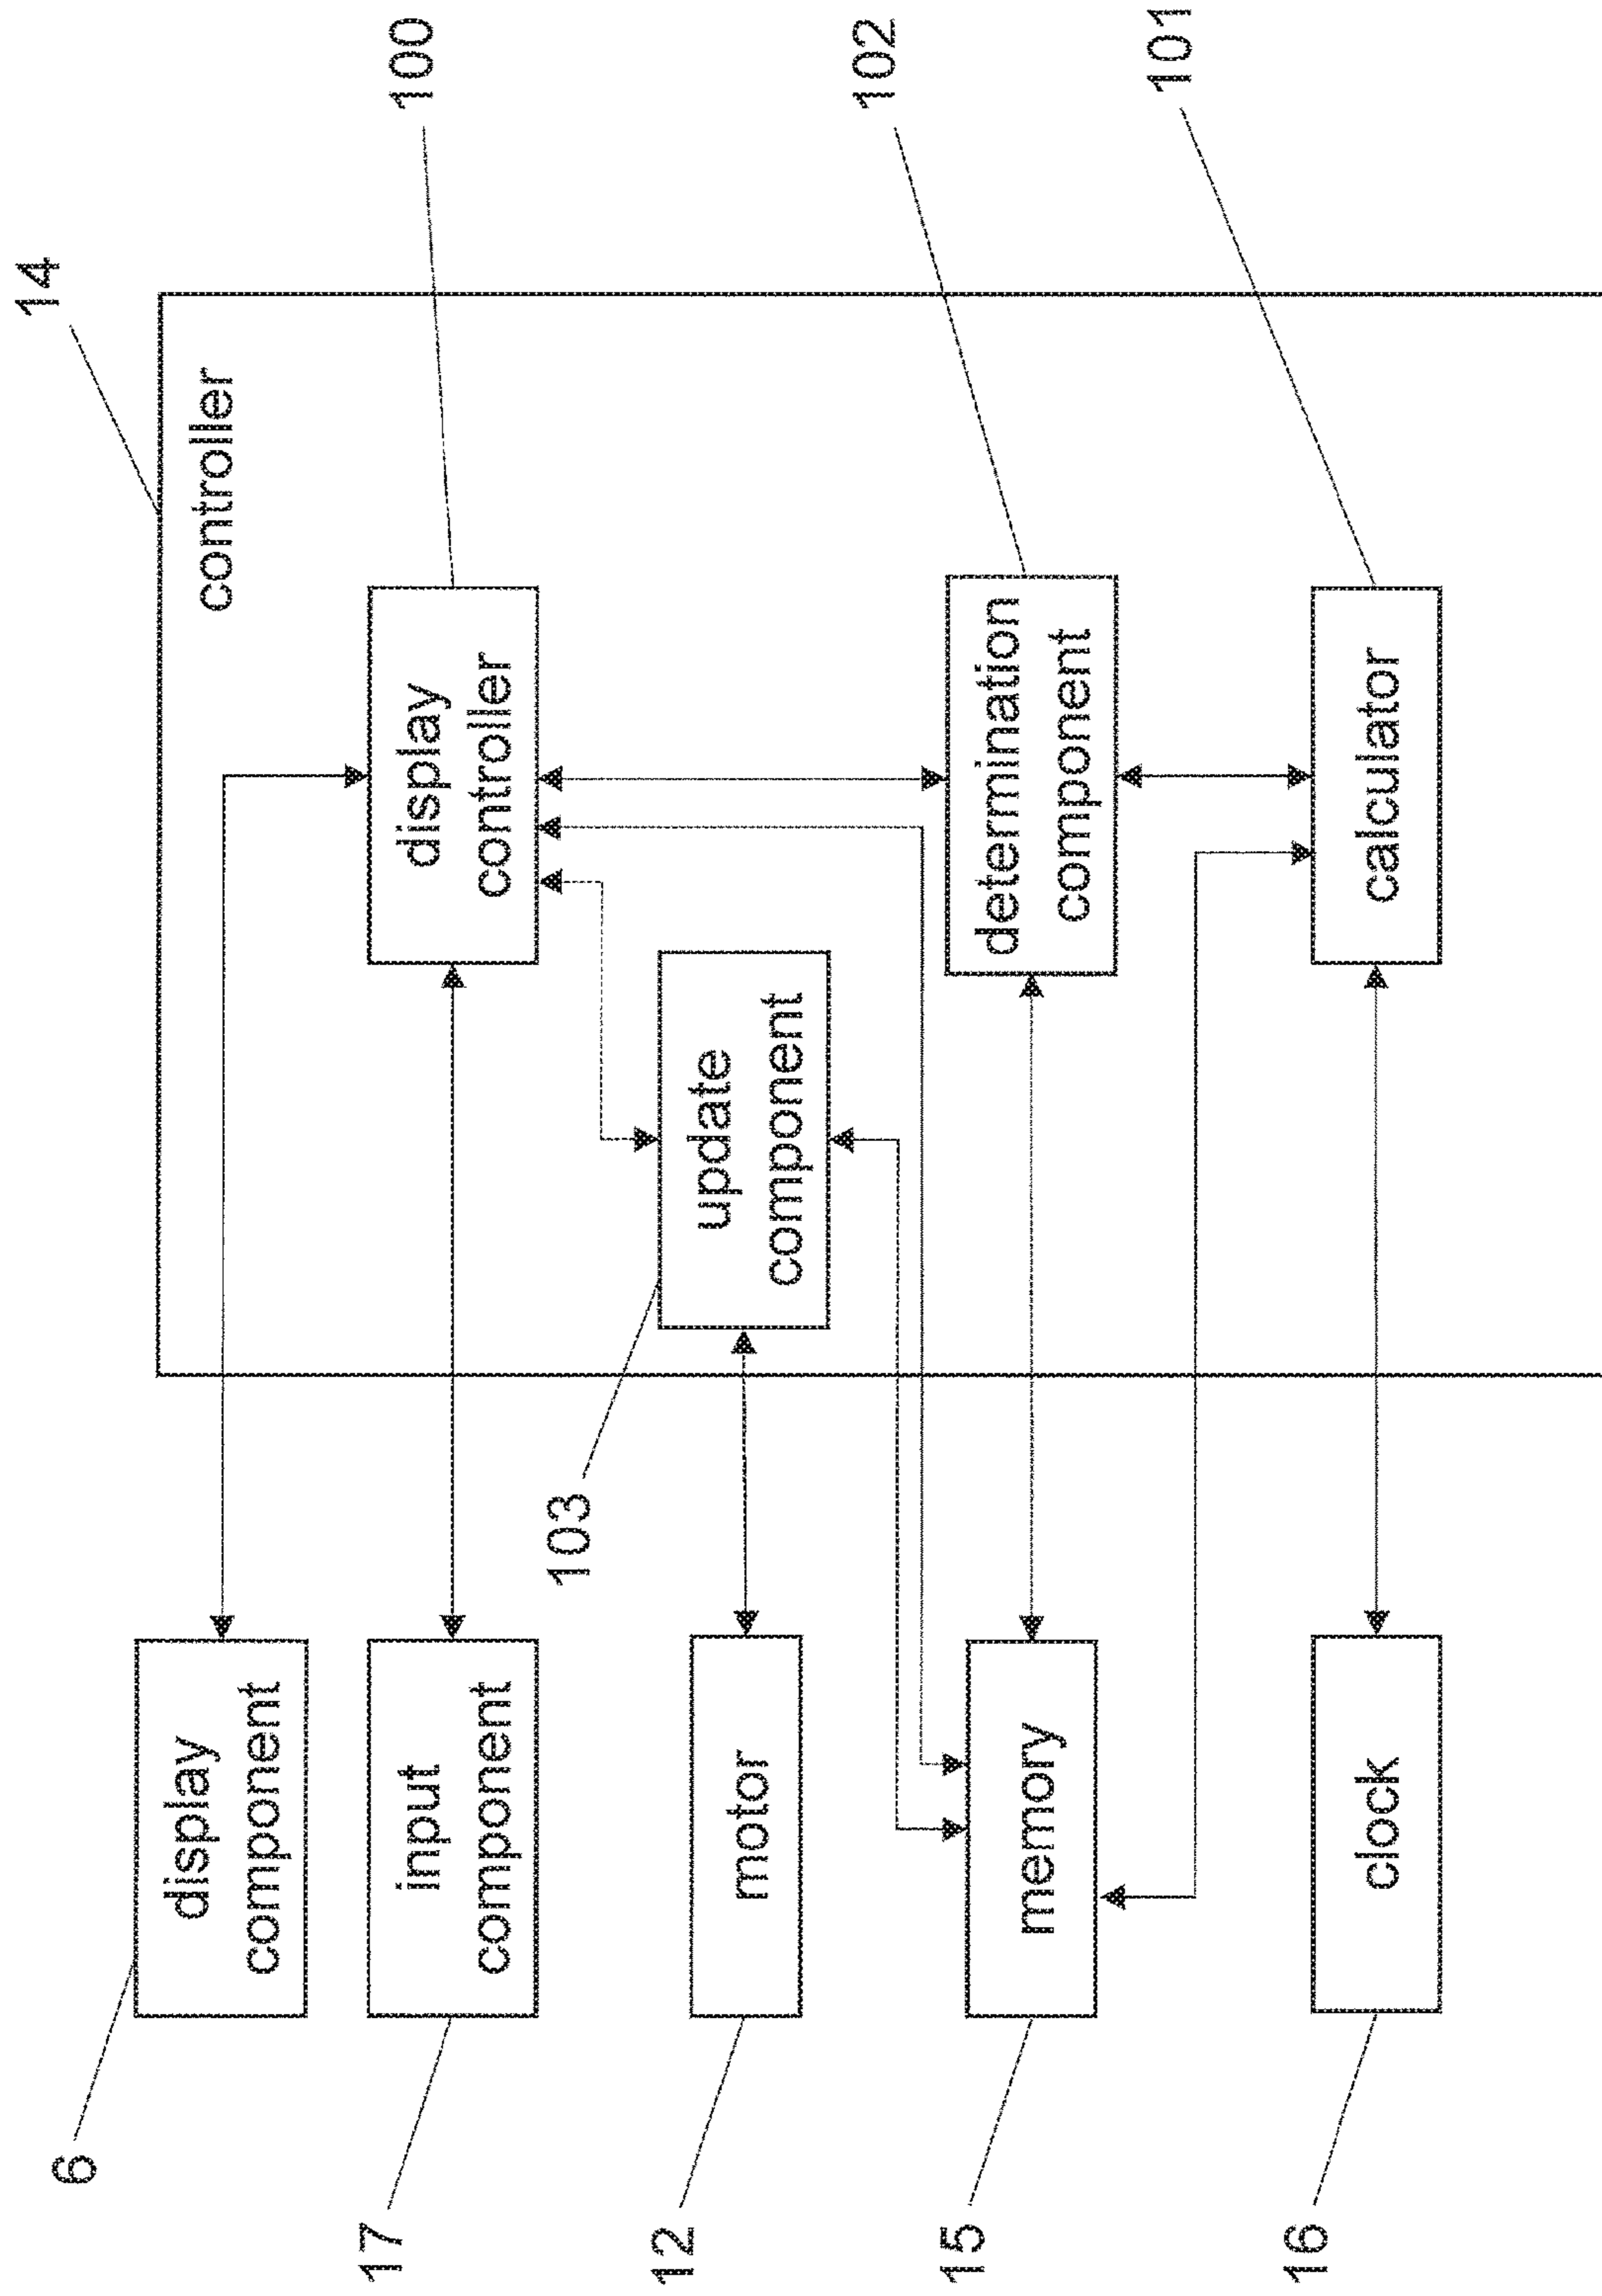 14
controller
100
102
101
display
controller
determination
component
calculator
update
component
103
6
display
component
17
input
component
12
motor
15
memory
16
clock